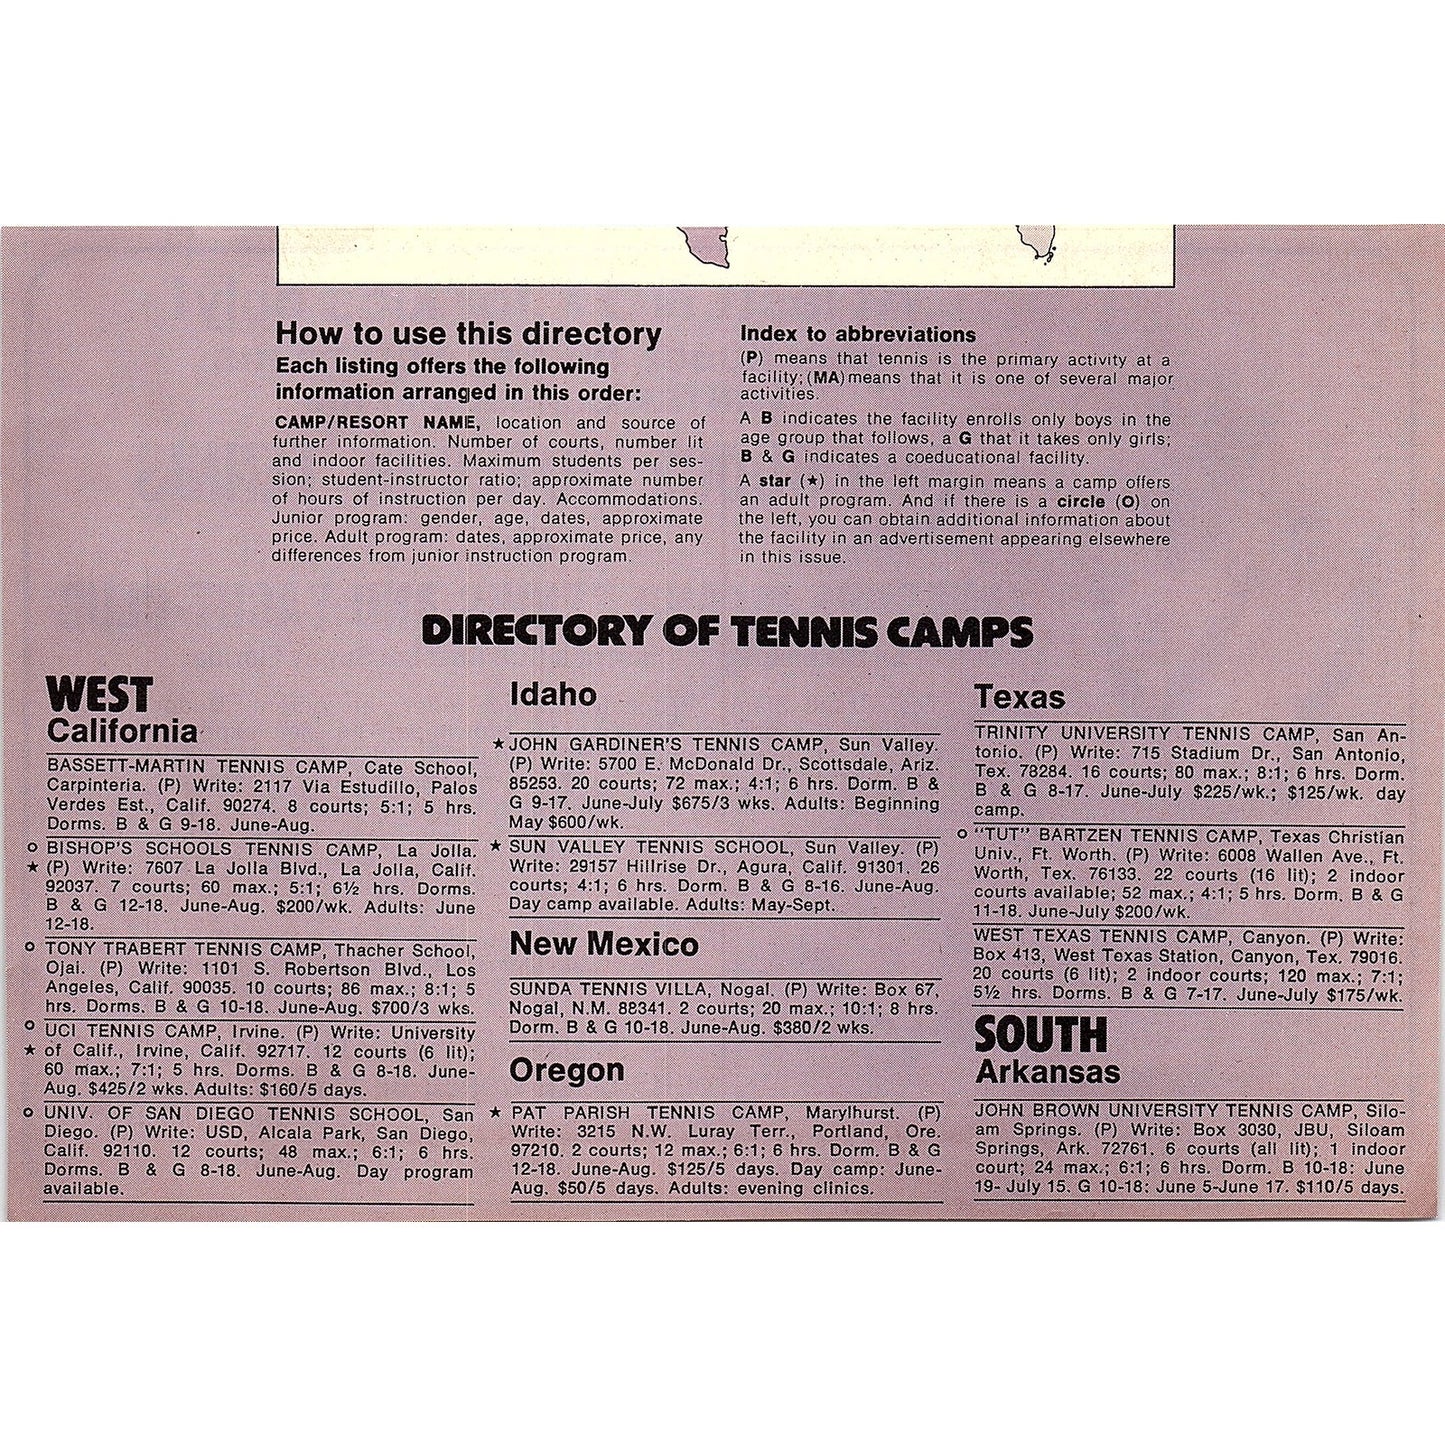 How to use this directory
Each listing offers the following
information arranged in this order:
CAMP/RESORT NAME, location and source of
further information. Number of courts, number lit
and indoor facilities. Maximum students per ses-
sion; student-instructor ratio; approximate number
of hours of instruction per day. Accommodations.
Junior program: gender, age, dates, approximate
price. Adult program: dates, approximate price, any
differences from junior instruction program.
Index to abbreviations
(P) means that tennis is the primary activity at a
facility; (MA) means that it is one of several major
activities.
A B indicates the facility enrolls only boys in the
age group that follows, a G that it takes only girls;
B & G indicates a coeducational facility.
A star (★) in the left margin means a camp offers
an adult program. And if there is a circle (O) on
the left, you can obtain additional information about
the facility in an advertisement appearing elsewhere
in this issue.
DIRECTORY OF TENNIS CAMPS
WEST
California
BASSETT-MARTIN TENNIS CAMP, Cate School,
Carpinteria. (P) Write: 2117 Via Estudillo, Palos
Verdes Est., Calif. 90274. 8 courts; 5:1; 5 hrs.
Dorms. B & G 9-18. June-Aug.
O BISHOP'S SCHOOLS TENNIS CAMP, La Jolla.
★ (P) Write: 7607 La Jolla Blvd., La Jolla, Calif.
92037. 7 courts; 60 max.; 5:1; 6½ hrs. Dorms.
B & G 12-18. June-Aug. $200/wk. Adults: June
12-18.
O TONY TRABERT TENNIS CAMP, Thacher School,
Ojai. (P) Write: 1101 S. Robertson Blvd., Los
Angeles, Calif. 90035. 10 courts; 86 max.; 8:1; 5
hrs. Dorms. B & G 10-18. June-Aug. $700/3 wks.
O UCI TENNIS CAMP, Irvine. (P) Write: University
★ of Calif., Irvine, Calif. 92717. 12 courts (6 lit);
60 max.; 7:1; 5 hrs. Dorms. B & G 8-18. June-
Aug. $425/2 wks. Adults: $160/5 days.
O UNIV. OF SAN DIEGO TENNIS SCHOOL, San
Diego. (P) Write: USD, Alcala Park, San Diego,
Calif. 92110. 12 courts; 48 max.; 6:1; 6 hrs.
Dorms. B & G 8-18. June-Aug. Day program
available.
Idaho
★ JOHN GARDINER'S TENNIS CAMP, Sun Valley.
(P) Write: 5700 E. McDonald Dr., Scottsdale, Ariz.
85253. 20 courts; 72 max.; 4:1; 6 hrs. Dorm. B &
G 9-17. June-July $675/3 wks. Adults: Beginning
May $600/wk.
★ SUN VALLEY TENNIS SCHOOL, Sun Valley. (P)
Write: 29157 Hillrise Dr., Agura, Calif. 91301. 26
courts; 4:1; 6 hrs. Dorm. B & G 8-16. June-Aug.
Day camp available. Adults: May-Sept.
New Mexico
SUNDA TENNIS VILLA, Nogal. (P) Write: Box 67,
Nogal, N.M. 88341. 2 courts; 20 max.; 10:1; 8 hrs.
Dorm. B & G 10-18. June-Aug. $380/2 wks.
Oregon
★ PAT PARISH TENNIS CAMP, Marylhurst. (P)
Write: 3215 N.W. Luray Terr., Portland, Ore.
97210. 2 courts; 12 max.; 6:1; 6 hrs. Dorm. B & G
12-18. June-Aug. $125/5 days. Day camp: June-
Aug. $50/5 days. Adults: evening clinics.
Texas
TRINITY UNIVERSITY TENNIS CAMP, San An-
tonio. (P) Write: 715 Stadium Dr., San Antonio,
Tex. 78284. 16 courts; 80 max.; 8:1; 6 hrs. Dorm.
B & G 8-17. June-July $225/wk.; $125/wk. day
camp.
O "TUT" BARTZEN TENNIS CAMP, Texas Christian
Univ., Ft. Worth. (P) Write: 6008 Wallen Ave., Ft.
Worth, Tex. 76133. 22 courts (16 lit); 2 indoor
courts available; 52 max.; 4:1; 5 hrs. Dorm. B & G
11-18. June-July $200/wk.
WEST TEXAS TENNIS CAMP, Canyon. (P) Write:
Box 413, West Texas Station, Canyon, Tex. 79016.
20 courts (6 lit); 2 indoor courts; 120 max.; 7:1;
5½ hrs. Dorms. B & G 7-17. June-July $175/wk.
SOUTH
Arkansas
JOHN BROWN UNIVERSITY TENNIS CAMP, Silo-
am Springs. (P) Write: Box 3030, JBU, Siloam
Springs, Ark. 72761. 6 courts (all lit); 1 indoor
court; 24 max.; 6:1; 6 hrs. Dorm. B 10-18: June
19- July 15. G 10-18: June 5-June 17. $110/5 days.